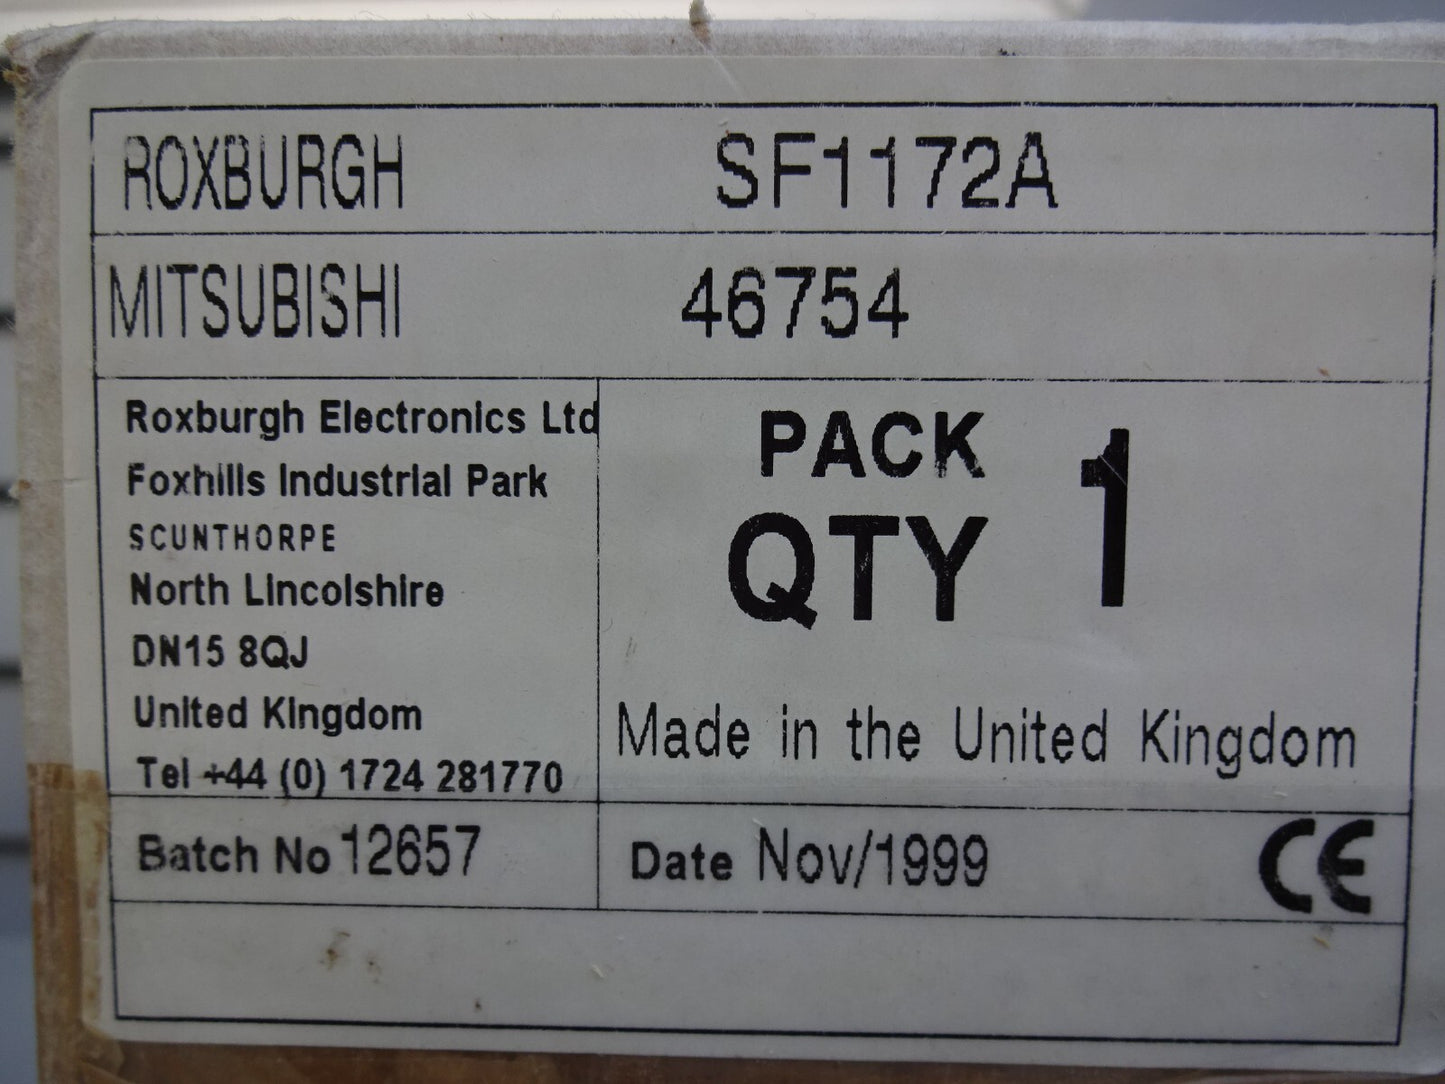 ROXBURGH SF1172A
MITSUBISHI 46754
Roxburgh Electronics Ltd
Foxhills Industrial Park
SCUNTHORPE
North Lincolshire
DN15 8QJ
United Kingdom
Tel +44 (0) 1724 281770
PACK
QTY 1
Made in the United Kingdom
Batch No 12657
Date Nov/1999 CE